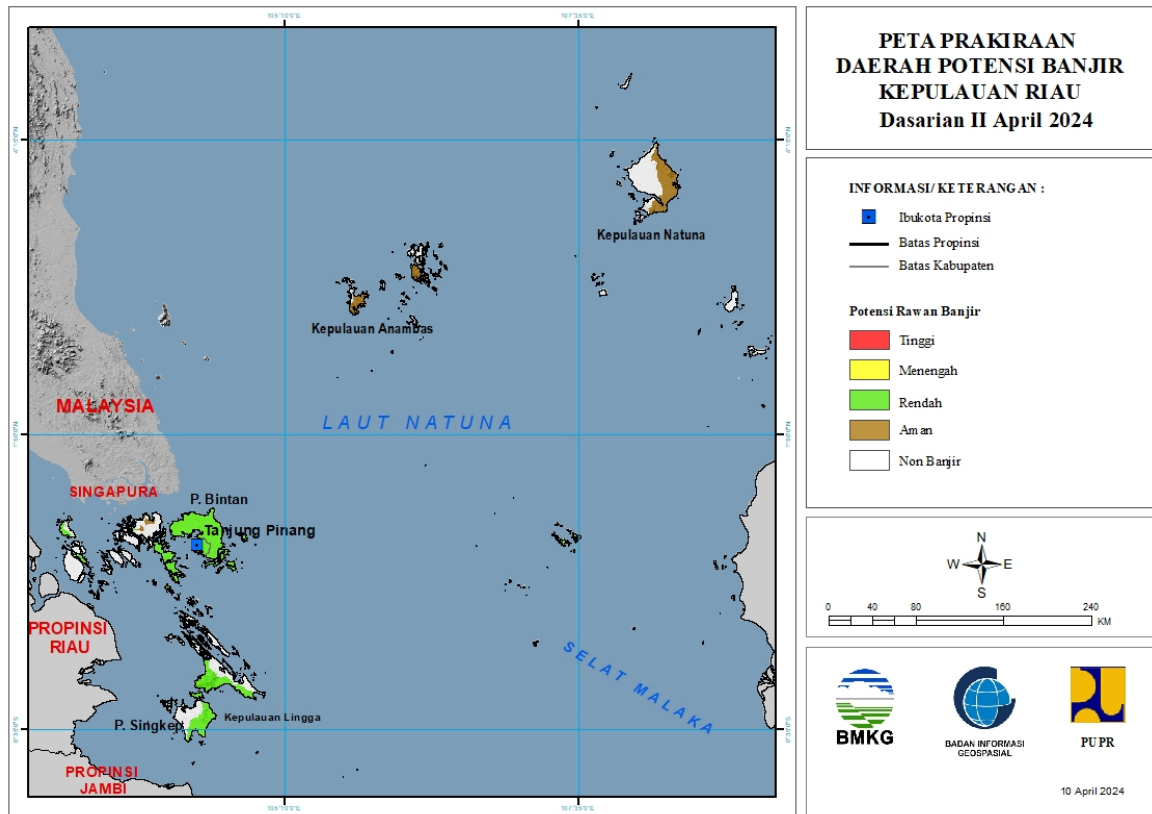 PETA PRAKIRAAN
DAERAH POTENSI BANJIR
KEPULAUAN RIAU
Dasarian II April 2024
INFORMASI/ KETERANGAN :
Ibukota Propinsi
Batas Propinsi
Batas Kabupaten
Potensi Rawan Banjir
Tinggi
Menengah
Rendah
Aman
Non Banjir
N
W E
S
0 40 80 160 240
KM
BMKG
BADAN INFORMASI
GEOSPASIAL
PUPR
10 April 2024
Kepulauan Natuna
Kepulauan Anambas
MALAYSIA
LAUT NATUNA
SINGAPURA
P. Bintan
Tanjung Pinang
PROPINSI
RIAU
SELAT MALAKA
P. Singkep
Kepulauan Lingga
PROPINSI
JAMBI